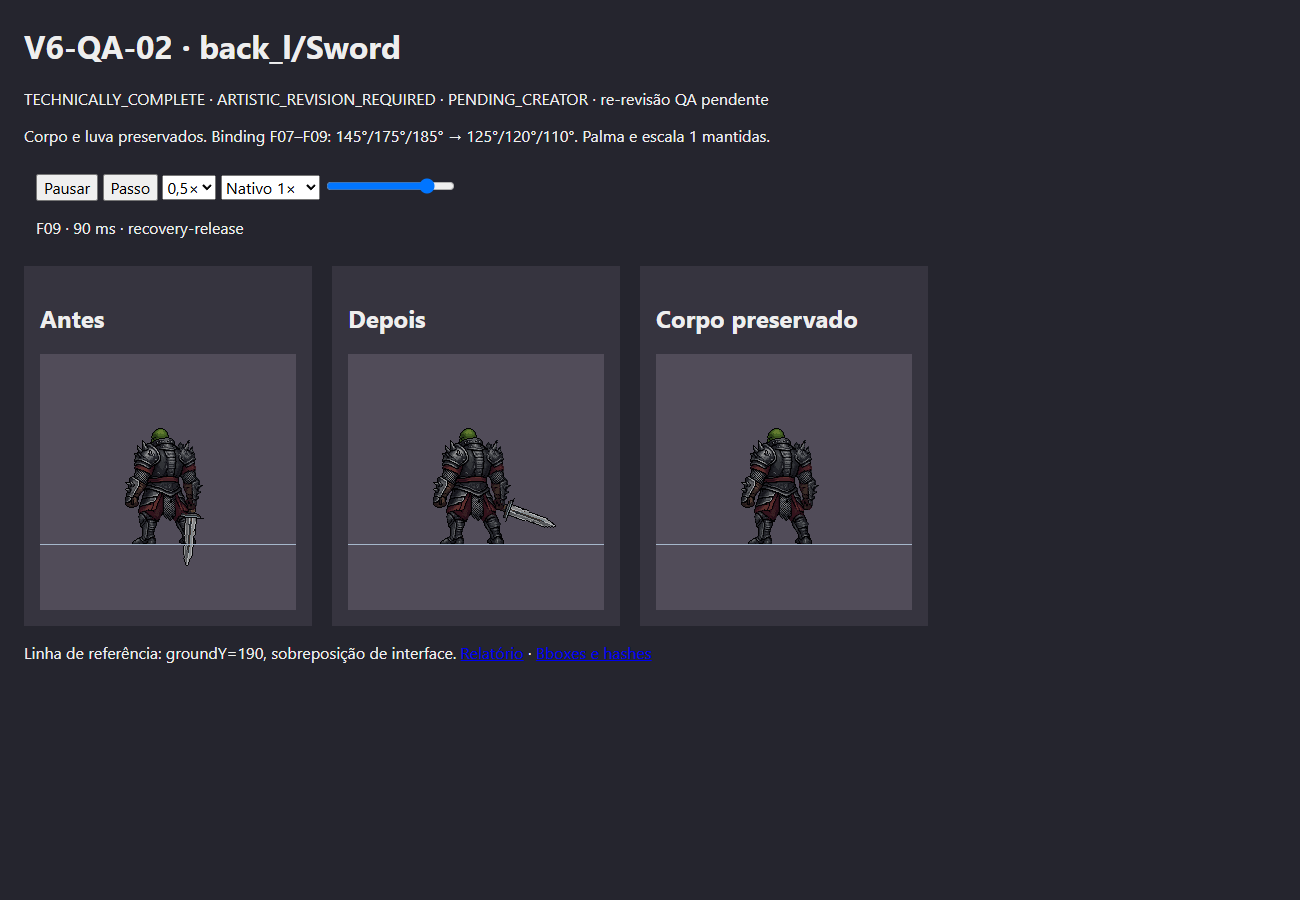 V6-QA-02 · back_l/Sword
TECHNICALLY_COMPLETE · ARTISTIC_REVISION_REQUIRED · PENDING_CREATOR · re-revisão QA pendente
Corpo e luva preservados. Binding F07–F09: 145°/175°/185° → 125°/120°/110°. Palma e escala 1 mantidas.
Pausar Passo 0,5× Nativo 1×
F09 · 90 ms · recovery-release
Antes Depois Corpo preservado
Linha de referência: groundY=190, sobreposição de interface. Relatório · Bboxes e hashes